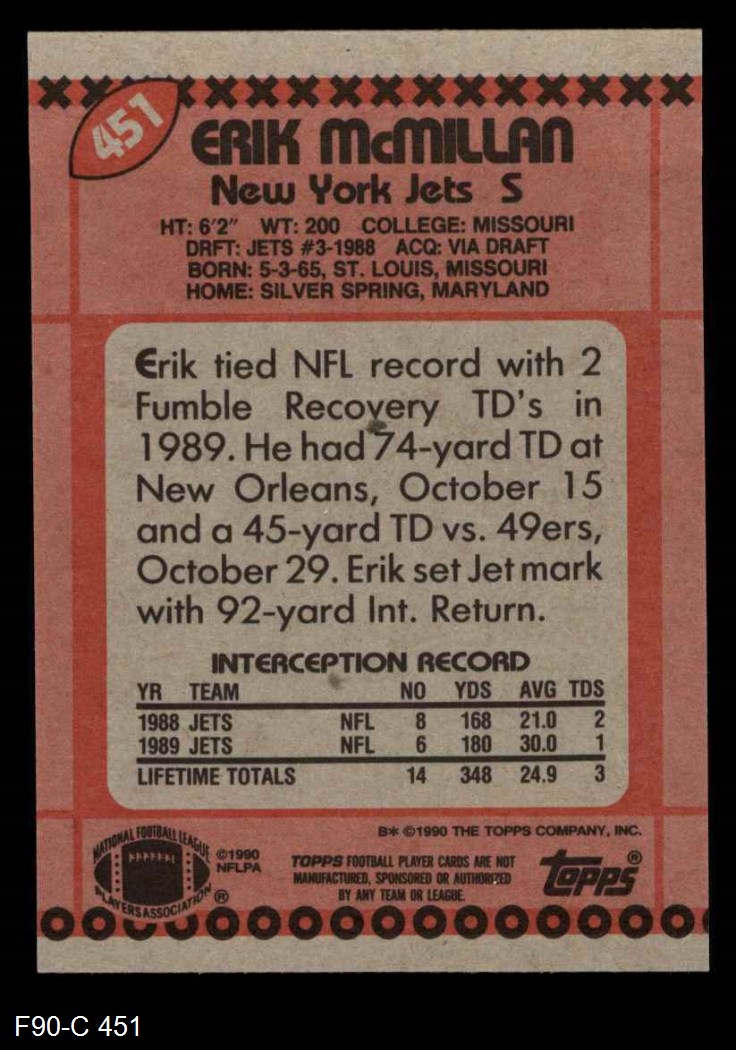 451
ERIK McMILLAN
New York Jets S
HT: 6'2" WT: 200 COLLEGE: MISSOURI
DRFT: JETS #3-1988 ACQ: VIA DRAFT
BORN: 5-3-65, ST. LOUIS, MISSOURI
HOME: SILVER SPRING, MARYLAND
Erik tied NFL record with 2
Fumble Recovery TD's in
1989. He had 74-yard TD at
New Orleans, October 15
and a 45-yard TD vs. 49ers,
October 29. Erik set Jet mark
with 92-yard Int. Return.
INTERCEPTION RECORD
YR TEAM NO YDS AVG TDS
1988 JETS NFL 8 168 21.0 2
1989 JETS NFL 6 180 30.0 1
LIFETIME TOTALS 14 348 24.9 3
B* ©1990 THE TOPPS COMPANY, INC.
NATIONAL FOOTBALL LEAGUE
PLAYERS ASSOCIATION ®
©1990
NFLPA
TOPPS FOOTBALL PLAYER CARDS ARE NOT
MANUFACTURED, SPONSORED OR AUTHORIZED
BY ANY TEAM OR LEAGUE.
Topps®
F90-C 451